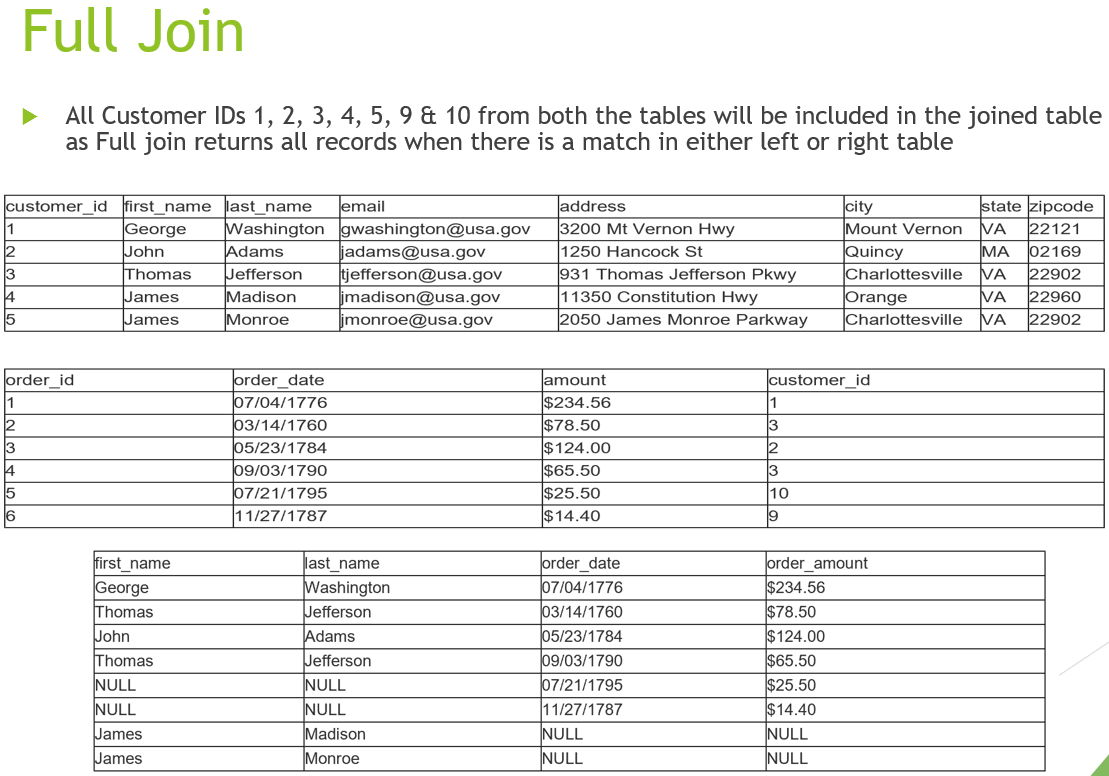 Full Join
All Customer IDs 1, 2, 3, 4, 5, 9 & 10 from both the tables will be included in the joined table
as Full join returns all records when there is a match in either left or right table
customer_id first_name last_name email address city state zipcode
1 George Washington gwashington@usa.gov 3200 Mt Vernon Hwy Mount Vernon VA 22121
2 John Adams jadams@usa.gov 1250 Hancock St Quincy MA 02169
3 Thomas Jefferson tjefferson@usa.gov 931 Thomas Jefferson Pkwy Charlottesville VA 22902
4 James Madison jmadison@usa.gov 11350 Constitution Hwy Orange VA 22960
5 James Monroe jmonroe@usa.gov 2050 James Monroe Parkway Charlottesville VA 22902
order_id order_date amount customer_id
1 07/04/1776 $234.56 1
2 03/14/1760 $78.50 3
3 05/23/1784 $124.00 2
4 09/03/1790 $65.50 3
5 07/21/1795 $25.50 10
6 11/27/1787 $14.40 9
first_name last_name order_date order_amount
George Washington 07/04/1776 $234.56
Thomas Jefferson 03/14/1760 $78.50
John Adams 05/23/1784 $124.00
Thomas Jefferson 09/03/1790 $65.50
NULL NULL 07/21/1795 $25.50
NULL NULL 11/27/1787 $14.40
James Madison NULL NULL
James Monroe NULL NULL